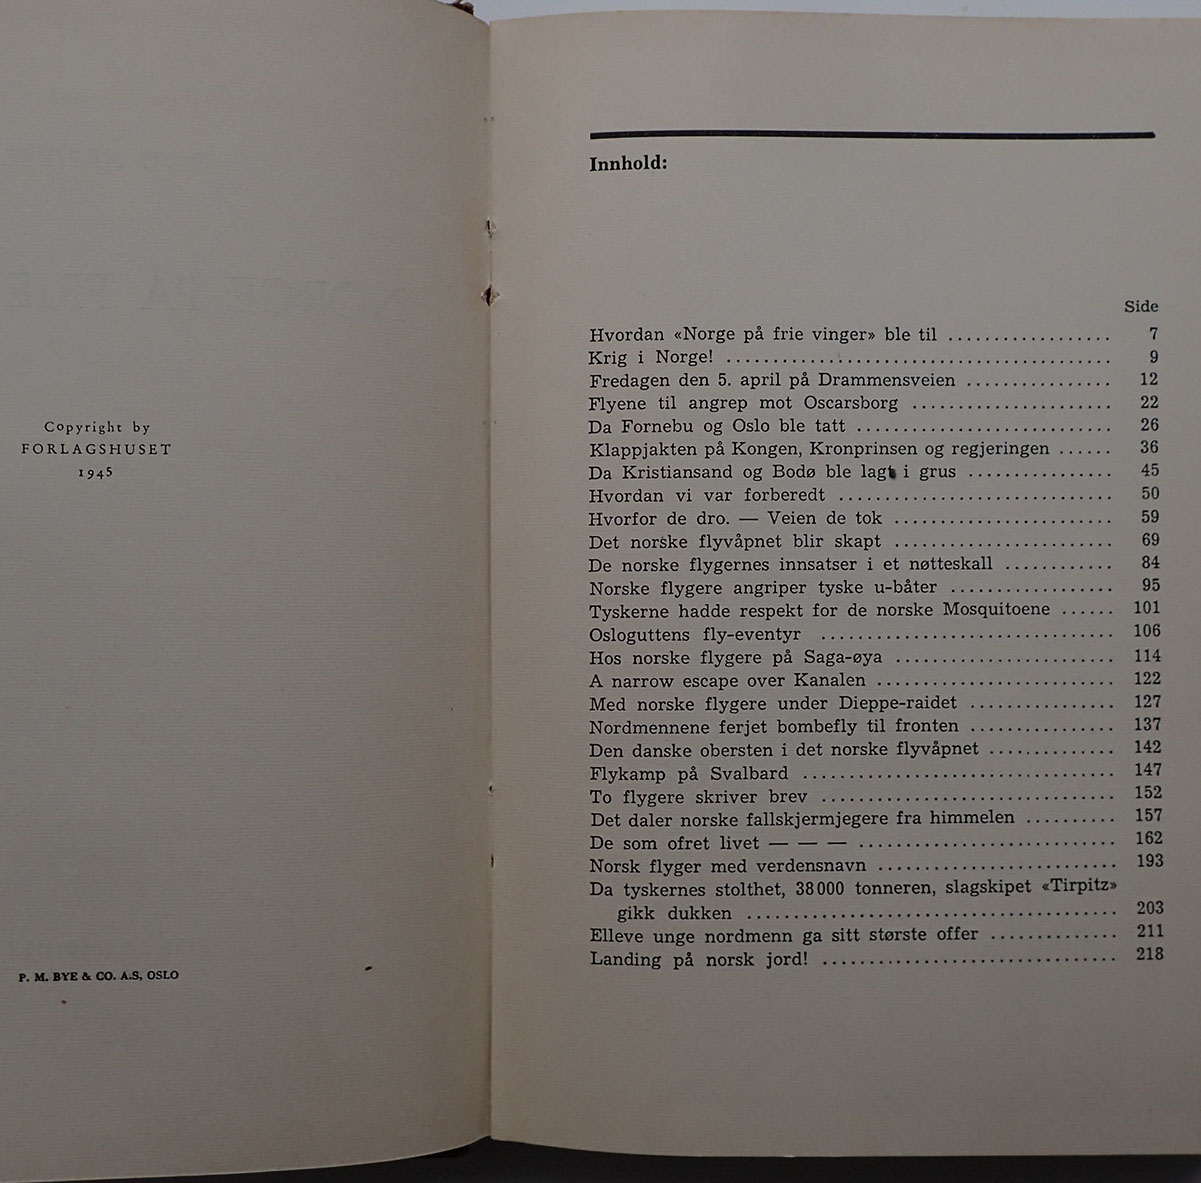 Copyright by
FORLAGSHUSET
1945
P. M. BYE & CO. A.S, OSLO
Innhold:
Side
Hvordan «Norge på frie vinger» ble til .................. 7
Krig i Norge! .......................................... 9
Fredagen den 5. april på Drammensveien ................ 12
Flyene til angrep mot Oscarsborg ...................... 22
Da Fornebu og Oslo ble tatt ............................ 26
Klappjakten på Kongen, Kronprinsen og regjeringen ...... 36
Da Kristiansand og Bodø ble lagt i grus ................ 45
Hvordan vi var forberedt .............................. 50
Hvorfor de dro. — Veien de tok ........................ 59
Det norske flyvåpnet blir skapt ........................ 69
De norske flygernes innsatser i et nøtteskall ............ 84
Norske flygere angriper tyske u-båter .................. 95
Tyskerne hadde respekt for de norske Mosquitoene ...... 101
Osloguttens fly-eventyr ................................ 106
Hos norske flygere på Saga-øya ........................ 114
A narrow escape over Kanalen .......................... 122
Med norske flygere under Dieppe-raidet ................ 127
Nordmennene ferjet bombefly til fronten ................ 137
Den danske obersten i det norske flyvåpnet .............. 142
Flykamp på Svalbard .................................. 147
To flygere skriver brev ................................ 152
Det daler norske fallskjermjegere fra himmelen .......... 157
De som ofret livet — — — .............................. 162
Norsk flyger med verdensnavn .......................... 193
Da tyskernes stolthet, 38000 tonneren, slagskipet «Tirpitz»
gikk dukken ........................................ 203
Elleve unge nordmenn ga sitt største offer .............. 211
Landing på norsk jord! ................................ 218